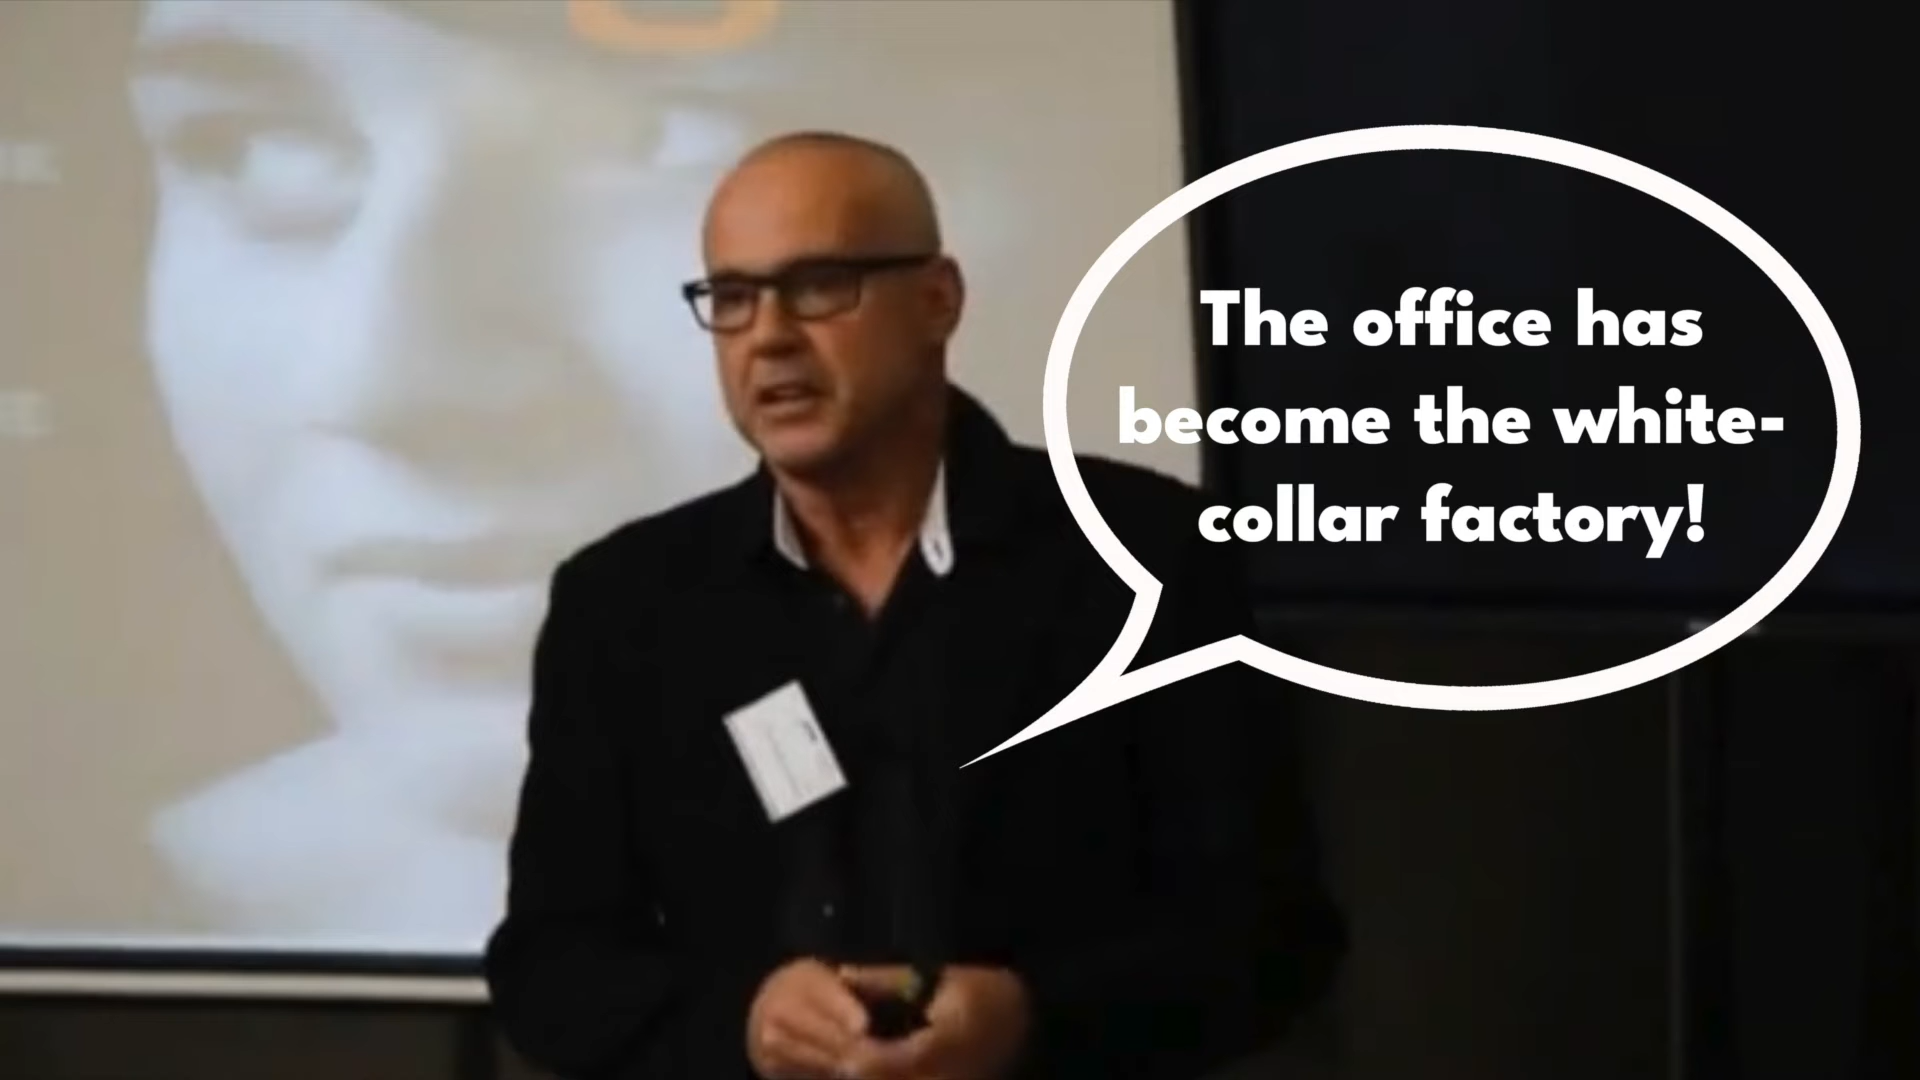 The office has
become the white-
collar factory!